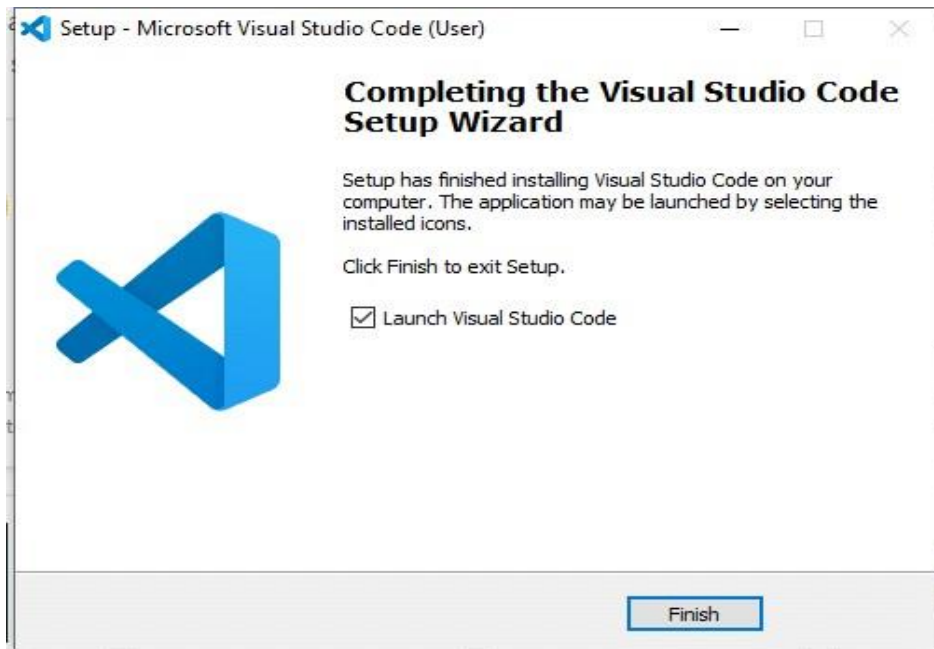 Setup - Microsoft Visual Studio Code (User)
Completing the Visual Studio Code
Setup Wizard
Setup has finished installing Visual Studio Code on your
computer. The application may be launched by selecting the
installed icons.
Click Finish to exit Setup.
Launch Visual Studio Code
Finish